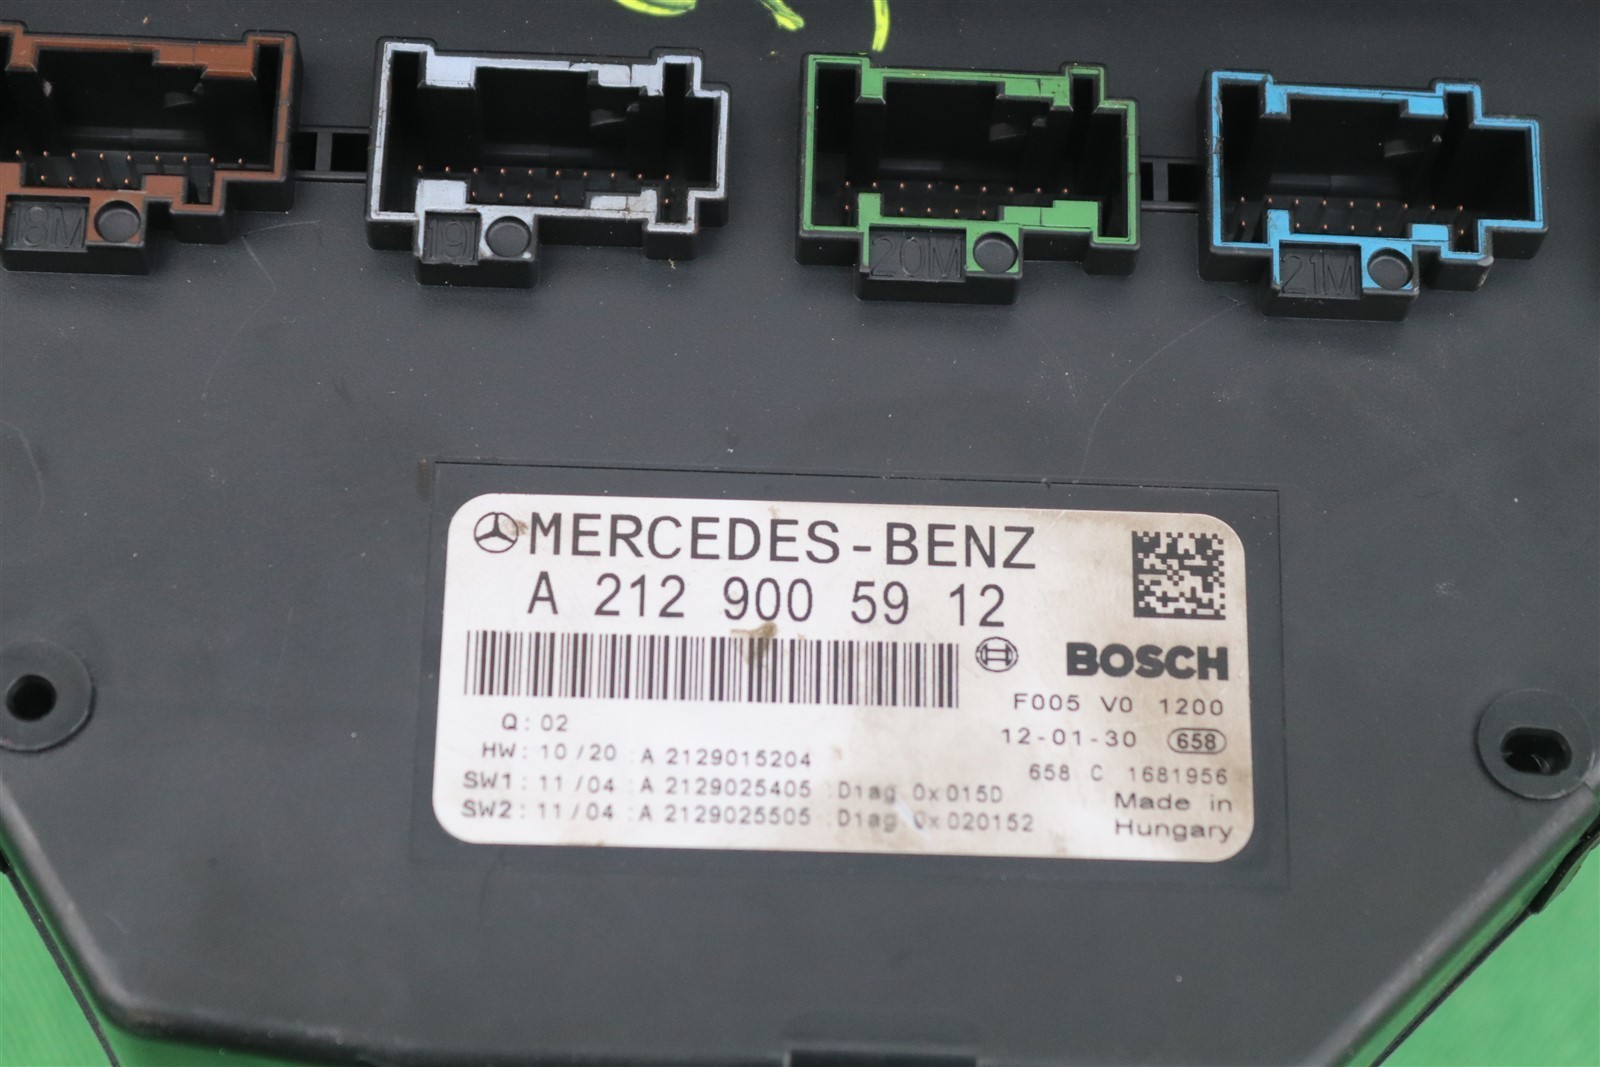 18M
19I
20M
21M
MERCEDES-BENZ
A 212 900 59 12
BOSCH
F005 V0 1200
Q: 02
12-01-30 658
HW: 10/20 :A 2129015204
658 C 1681956
SW1: 11/04 :A 2129025405 :Diag 0x015D
Made in
SW2: 11/04 :A 2129025505 :Diag 0x020152
Hungary